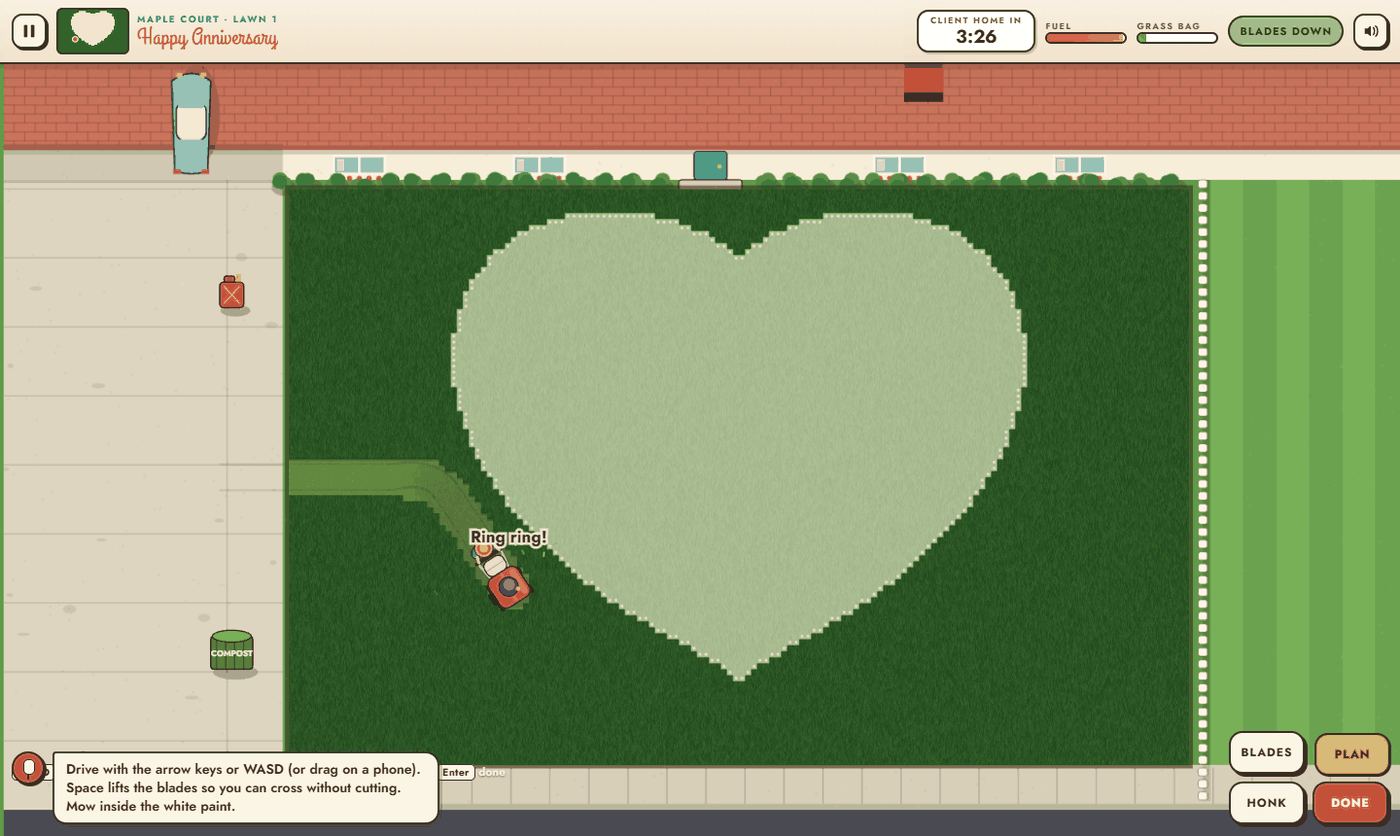 MAPLE COURT · LAWN 1
Happy Anniversary
CLIENT HOME IN
3:26
FUEL
GRASS BAG
BLADES DOWN
Ring ring!
COMPOST
Drive with the arrow keys or WASD (or drag on a phone).
Space lifts the blades so you can cross without cutting.
Mow inside the white paint.
Enter done
BLADES
PLAN
HONK
DONE